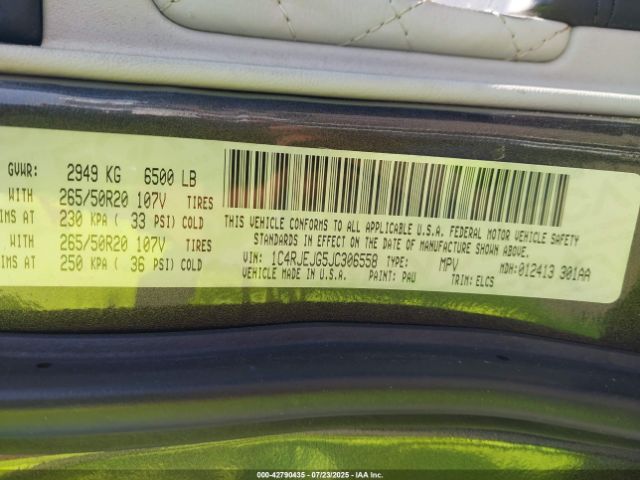 GVWR: 2949 KG 6500 LB
WITH 265/50R20 107V TIRES
IMS AT 230 KPA ( 33 PSI) COLD
WITH 265/50R20 107V TIRES
IMS AT 250 KPA ( 36 PSI) COLD
THIS VEHICLE CONFORMS TO ALL APPLICABLE U.S.A. FEDERAL MOTOR VEHICLE SAFETY
STANDARDS IN EFFECT ON THE DATE OF MANUFACTURE SHOWN ABOVE.
VIN: 1C4RJEJG5JC306558 TYPE: MPV MDH: 012413 301AA
VEHICLE MADE IN U.S.A. PAINT: PAU TRIM: ELCS
00-42790435 - 07/23/2025 - IAAI.com